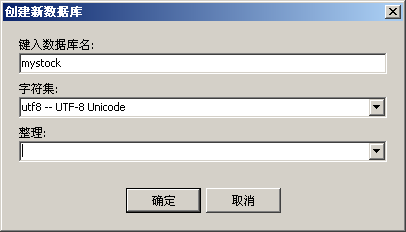 创建新数据库
键入数据库名:
mystock
字符集:
utf8 -- UTF-8 Unicode
整理:
确定 取消